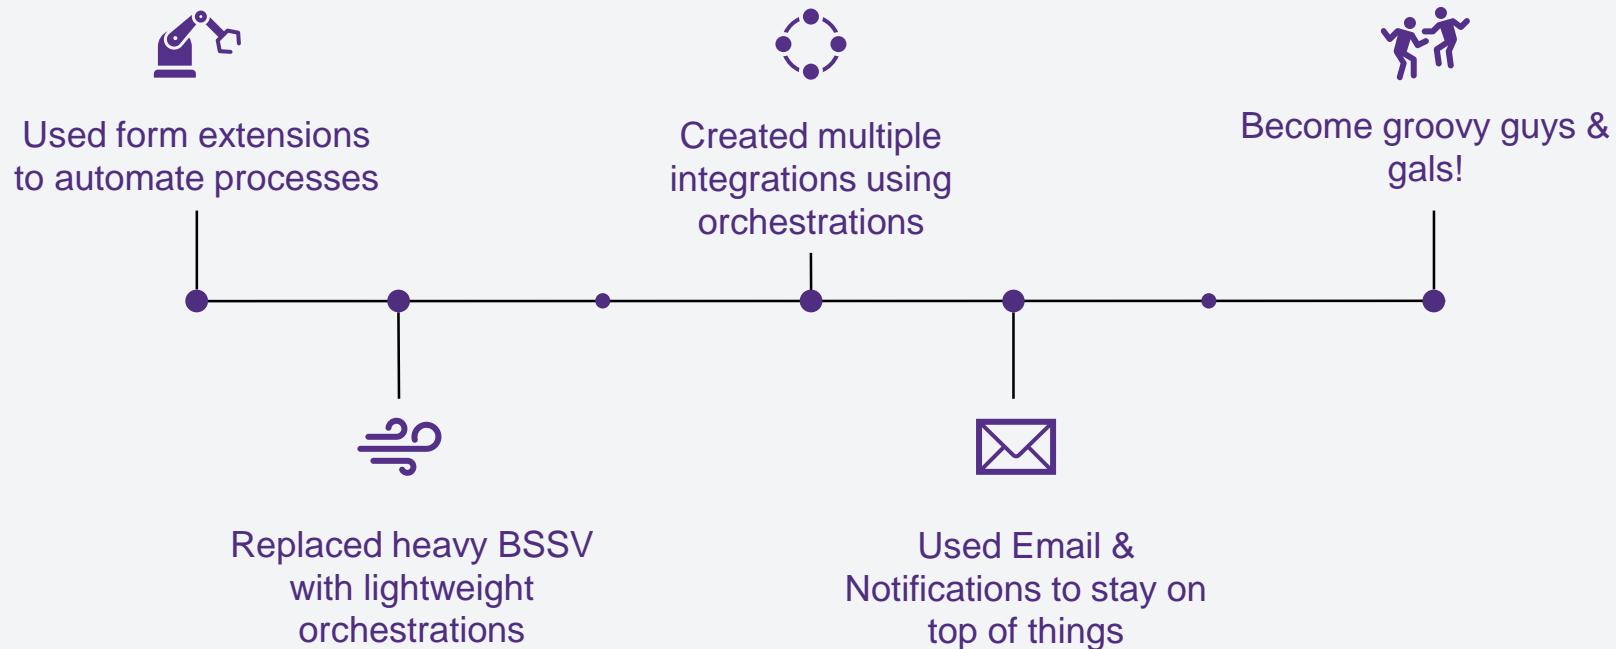 Used form extensions
to automate processes
Replaced heavy BSSV
with lightweight
orchestrations
Created multiple
integrations using
orchestrations
Used Email &
Notifications to stay on
top of things
Become groovy guys &
gals!